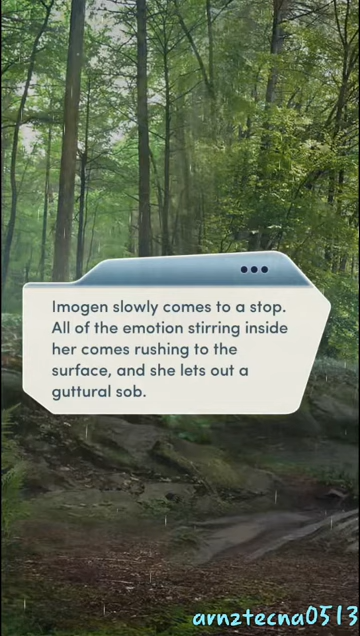 Imogen slowly comes to a stop.
All of the emotion stirring inside
her comes rushing to the
surface, and she lets out a
guttural sob.
arnztecna0513